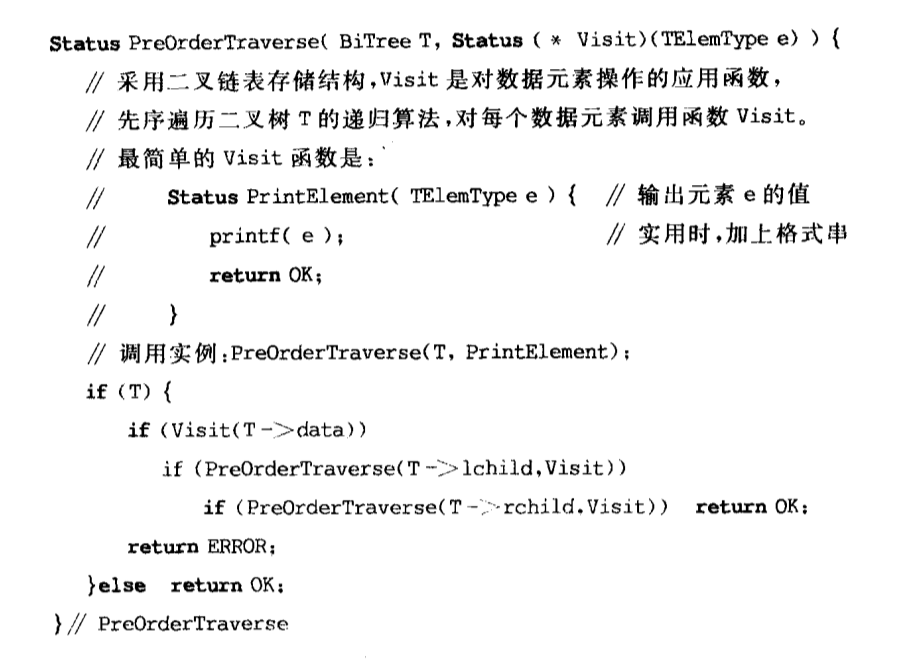 Status PreOrderTraverse( BiTree T, Status ( * Visit)(TElemType e) ) {
// 采用二叉链表存储结构,Visit 是对数据元素操作的应用函数,
// 先序遍历二叉树 T 的递归算法,对每个数据元素调用函数 Visit。
// 最简单的 Visit 函数是:
// Status PrintElement( TElemType e ) { // 输出元素 e 的值
// printf( e ); // 实用时,加上格式串
// return OK;
// }
// 调用实例:PreOrderTraverse(T, PrintElement);
if (T) {
if (Visit(T->data))
if (PreOrderTraverse(T->lchild,Visit))
if (PreOrderTraverse(T->rchild.Visit)) return OK;
return ERROR;
}else return OK;
}// PreOrderTraverse